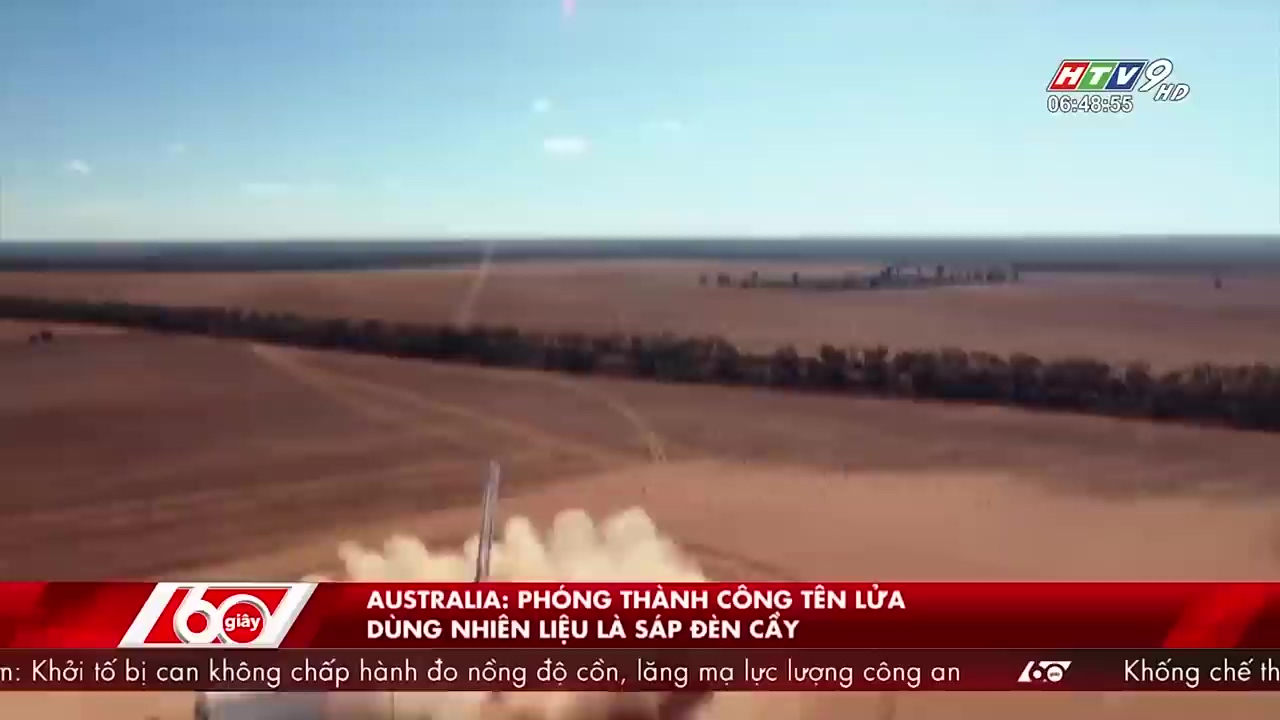 HTV9 HD
06:48:55
60 giây
AUSTRALIA: PHÓNG THÀNH CÔNG TÊN LỬA
DÙNG NHIÊN LIỆU LÀ SÁP ĐÈN CẦY
m: Khởi tố bị can không chấp hành đo nồng độ cồn, lăng mạ lực lượng công an 60 giây Khống chế th